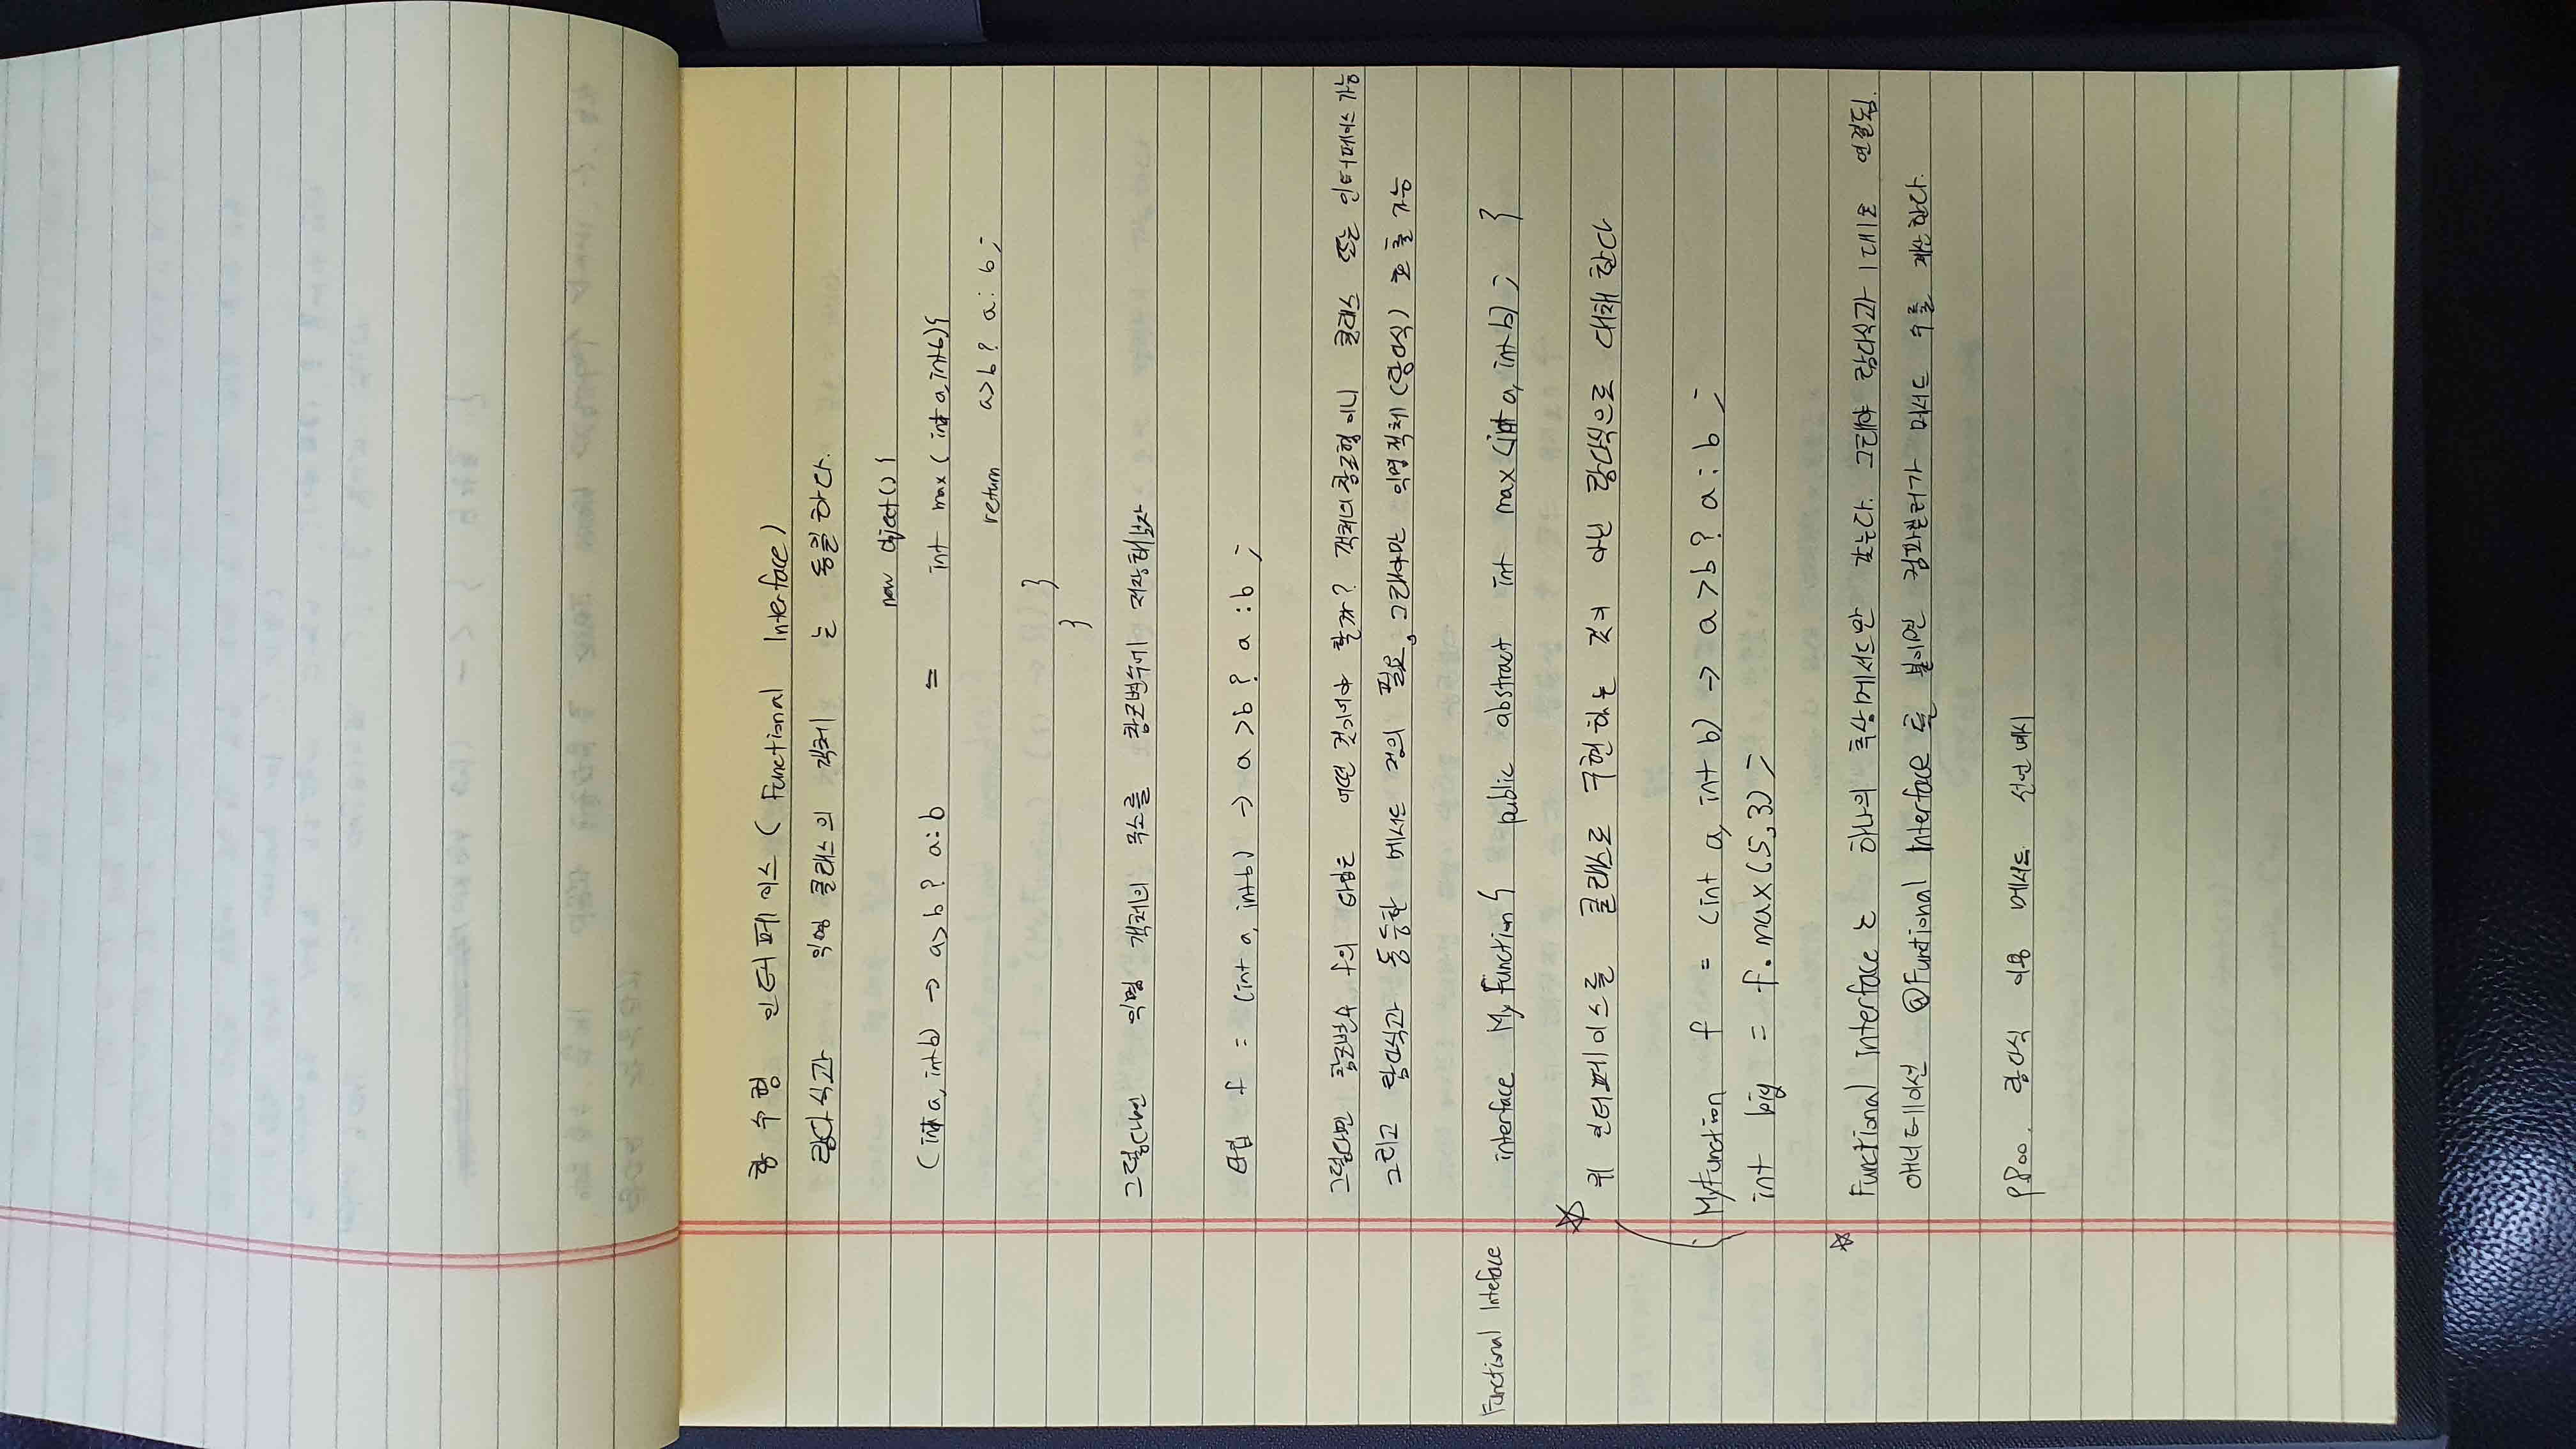 함수형 인터페이스 (Functional Interface)
람다식과 익명 클래스의 객체 는 동일하다.
new Object() {
(int a, int b) → a>b ? a:b = int max ( int a, int b){
return a>b ? a : b ;
}
}
그렇다면 익명 객체의 주소를 참조변수에 저장해보자
타입 f = (int a, int b) → a >b ? a :b ;
그렇다면 참조변수 f의 타입은 어떤 것이어야 할까? 객체의 참조형이니 클래스 또는 인터페이스 가능
그리고 람다식과 동등한 메서드 정의 필요, 그래야만 익명객체 (람다식) 호출 가능
Functional Inteface interface My Function { public abstract int max (int a, int b) ; }
☆ 위 인터페이스를 클래스로 구현하는 것이 아닌 람다식으로 대채 한다
MyFunction f = (int a, int b) → a >b ? a : b ;
int big = f.max(5,3) ;
☆ Functional interface 는 하나의 추상메서드만 갖는다. 그래야 람다식과 1대1로 연결됨.
애너테이션 @Funtional Interface 를 붙이면 컴파일러가 메서드 수를 계산한다.
p800. 람다식 이용 메서드 선언 예시